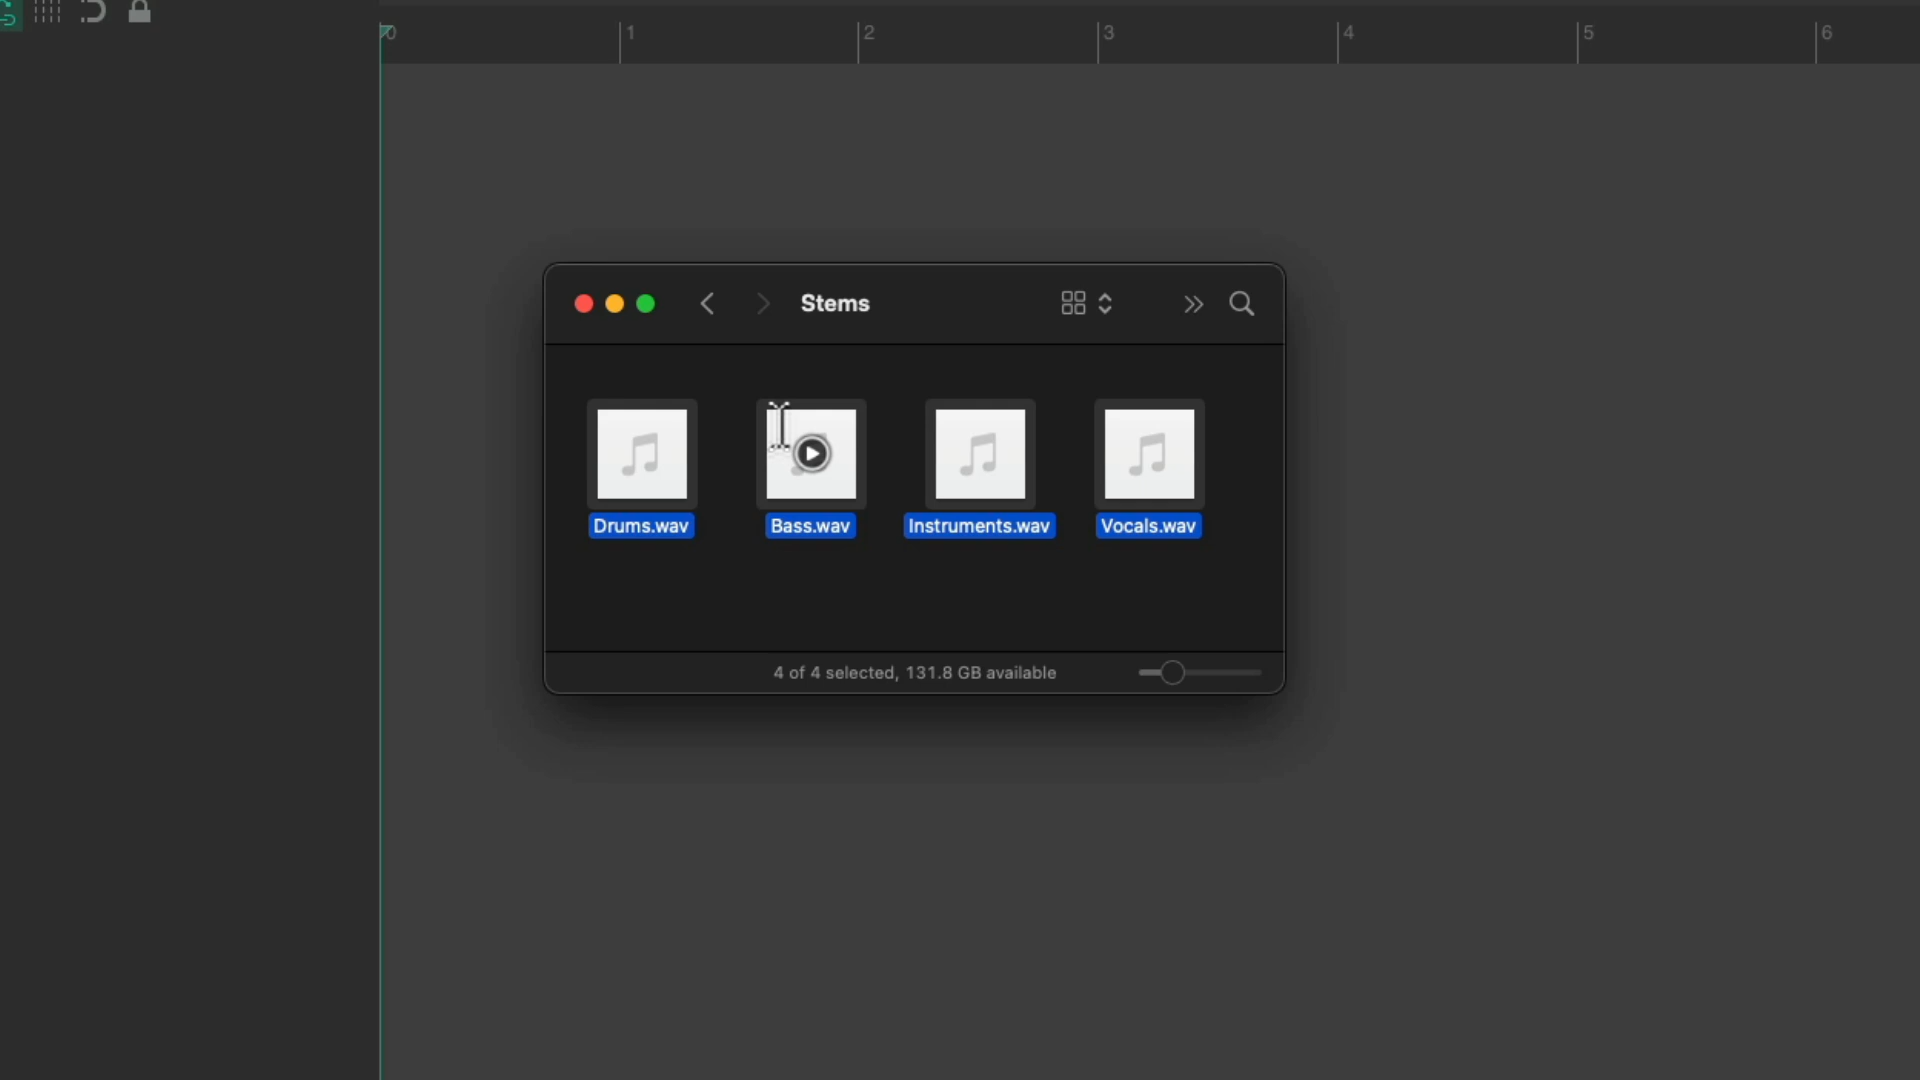 0 1 2 3 4 5 6
Stems
Drums.wav Bass.wav Instruments.wav Vocals.wav
4 of 4 selected, 131.8 GB available